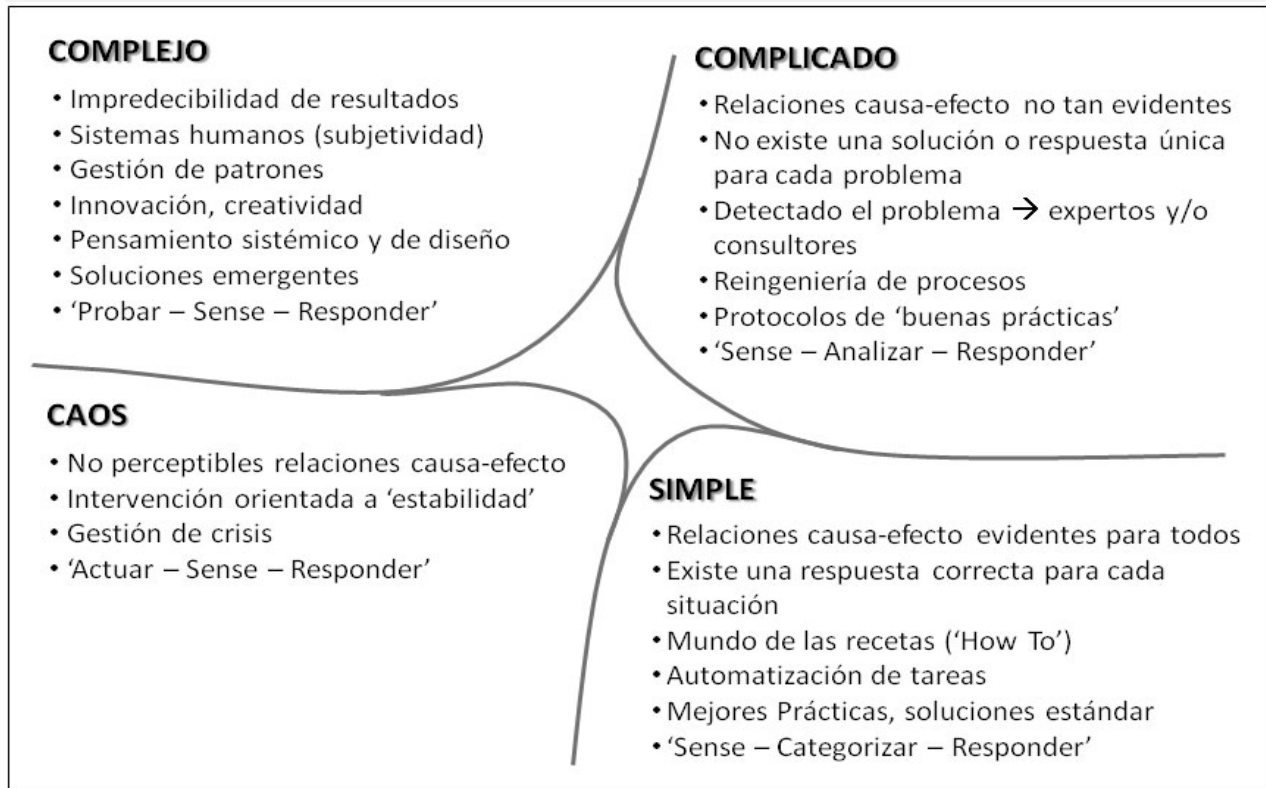 COMPLEJO
• Impredecibilidad de resultados
• Sistemas humanos (subjetividad)
• Gestión de patrones
• Innovación, creatividad
• Pensamiento sistémico y de diseño
• Soluciones emergentes
• ‘Probar – Sense – Responder’
COMPLICADO
• Relaciones causa-efecto no tan evidentes
• No existe una solución o respuesta única
para cada problema
• Detectado el problema → expertos y/o
consultores
• Reingeniería de procesos
• Protocolos de ‘buenas prácticas’
• ‘Sense – Analizar – Responder’
CAOS
• No perceptibles relaciones causa-efecto
• Intervención orientada a ‘estabilidad’
• Gestión de crisis
• ‘Actuar – Sense – Responder’
SIMPLE
• Relaciones causa-efecto evidentes para todos
• Existe una respuesta correcta para cada
situación
• Mundo de las recetas (‘How To’)
• Automatización de tareas
• Mejores Prácticas, soluciones estándar
• ‘Sense – Categorizar – Responder’